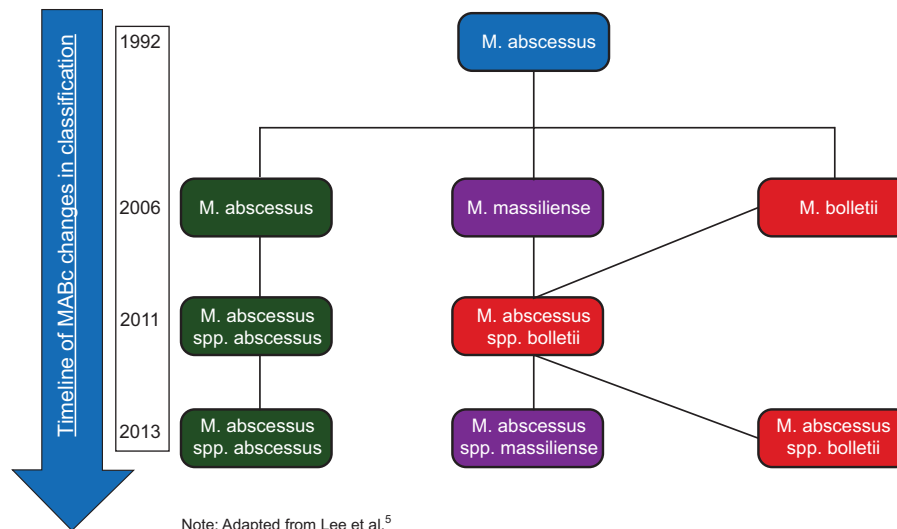 Timeline of MABc changes in classification
1992
M. abscessus
2006
M. abscessus
M. massiliense
M. bolletii
2011
M. abscessus
spp. abscessus
M. abscessus
spp. bolletii
2013
M. abscessus
spp. abscessus
M. abscessus
spp. massiliense
M. abscessus
spp. bolletii
Note: Adapted from Lee et al.⁵